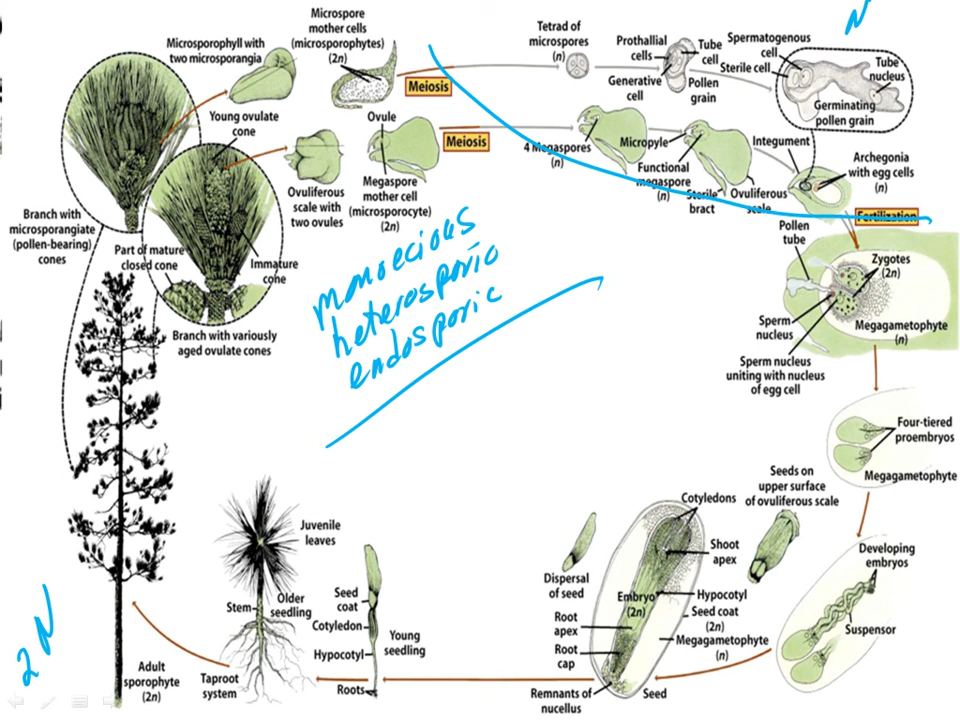 Microsporophyll with
two microsporangia
Microspore
mother cells
(microsporophytes)
(2n)
Meiosis
Tetrad of
microspores
(n)
Prothallial
cells
Tube
cell
Generative
cell
Pollen
grain
Spermatogenous
cell
Sterile cell
Tube
nucleus
Germinating
pollen grain
N
Young ovulate
cone
Ovuliferous
scale with
two ovules
Ovule
Megaspore
mother cell
(microsporocyte)
(2n)
Meiosis
4 Megaspores
(n)
Micropyle
Functional
megaspore
(n)
Sterile
bract
Ovuliferous
scale
Integument
Archegonia
with egg cells
(n)
Fertilization
Branch with
microsporangiate
(pollen-bearing)
cones
Part of mature
closed cone
Immature
cone
Branch with variously
aged ovulate cones
monoecious
heterosporic
endosporic
Pollen
tube
Zygotes
(2n)
Sperm
nucleus
Megagametophyte
(n)
Sperm nucleus
uniting with nucleus
of egg cell
Four-tiered
proembryos
Megagametophyte
Seeds on
upper surface
of ovuliferous scale
Developing
embryos
Suspensor
Cotyledons
Shoot
apex
Hypocotyl
Embryo
(2n)
Seed coat
(2n)
Megagametophyte
(n)
Root
apex
Root
cap
Remnants of
nucellus
Seed
Dispersal
of seed
Juvenile
leaves
Older
seedling
Stem
Taproot
system
Seed
coat
Cotyledon
Young
seedling
Hypocotyl
Roots
Adult
sporophyte
(2n)
2N